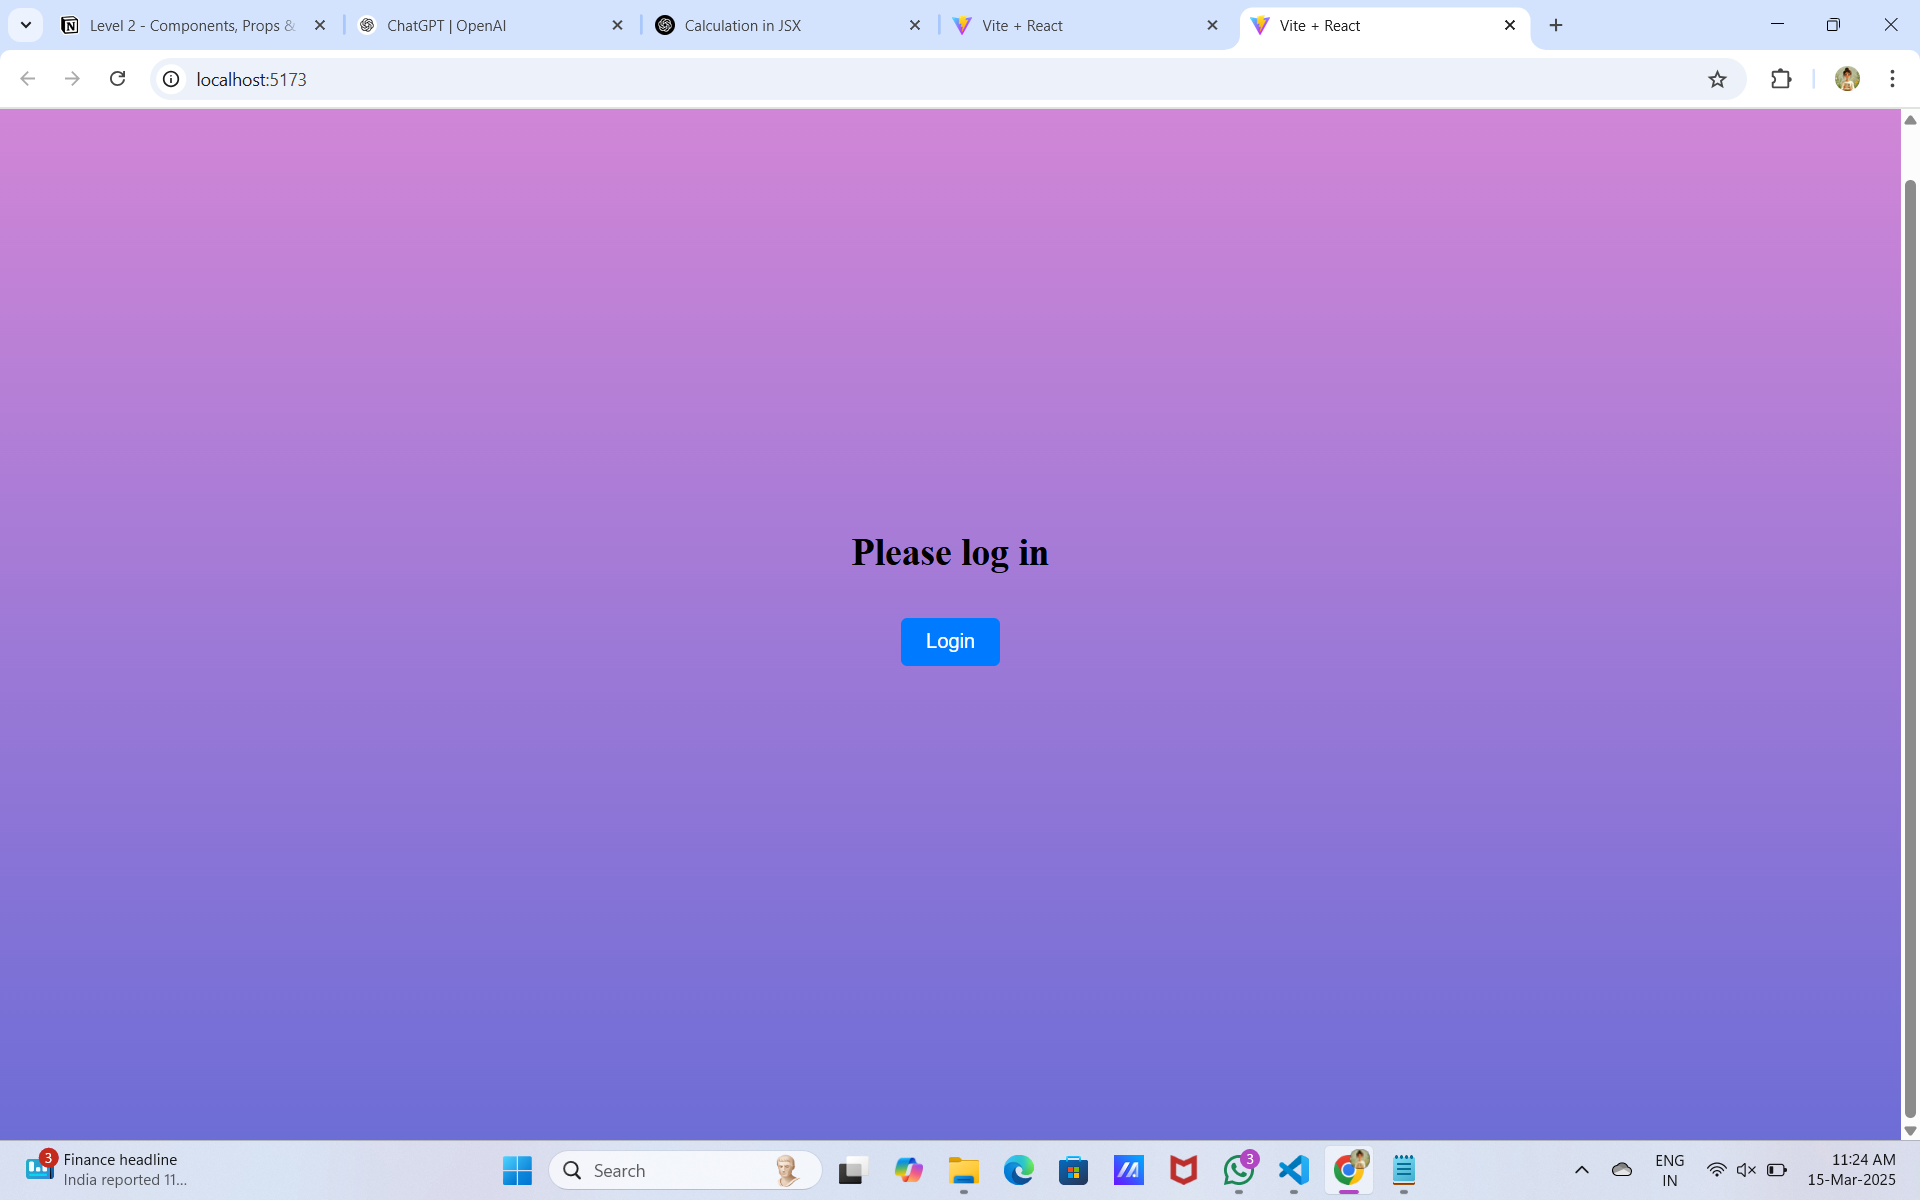 Level 2 - Components, Props &
ChatGPT | OpenAI
Calculation in JSX
Vite + React
Vite + React
localhost:5173
Please log in
Login
3
Finance headline
India reported 11...
Search
3
ENG
IN
11:24 AM
15-Mar-2025